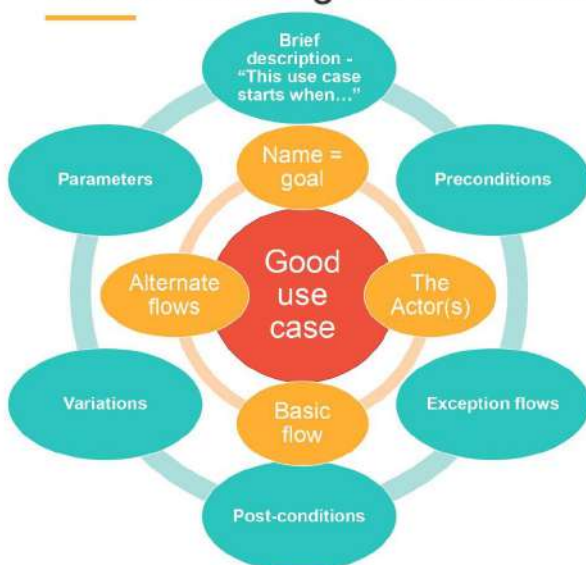 Brief
description -
“This use case
starts when...”
Name =
goal
Parameters
Preconditions
Good
use
case
Alternate
flows
The
Actor(s)
Variations
Exception flows
Basic
flow
Post-conditions